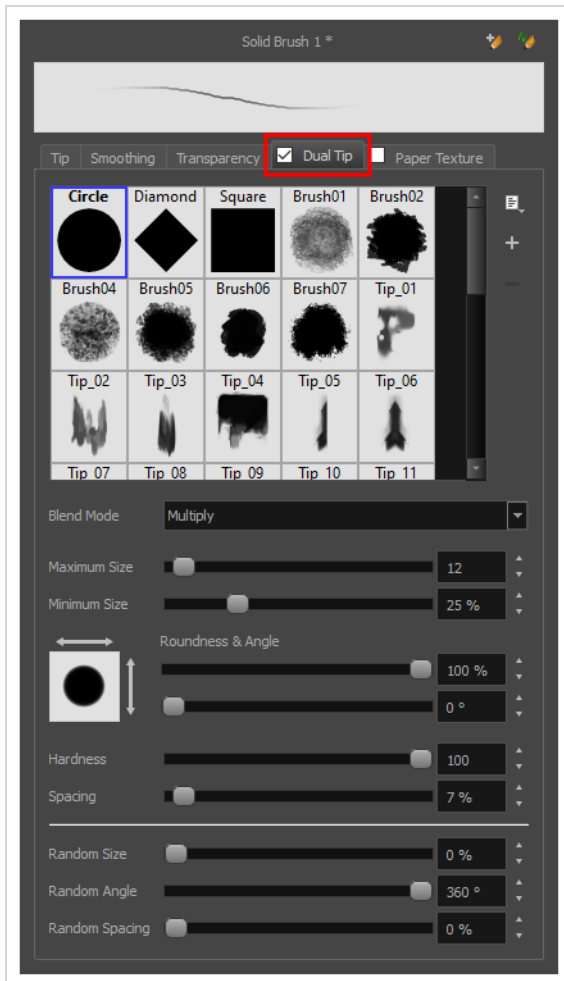 Solid Brush 1 *
Tip Smoothing Transparency Dual Tip Paper Texture
Circle Diamond Square Brush01 Brush02
Brush04 Brush05 Brush06 Brush07 Tip_01
Tip_02 Tip_03 Tip_04 Tip_05 Tip_06
Tip_07 Tip_08 Tip_09 Tip_10 Tip_11
Blend Mode Multiply
Maximum Size 12
Minimum Size 25 %
Roundness & Angle
100 %
0 °
Hardness 100
Spacing 7 %
Random Size 0 %
Random Angle 360 °
Random Spacing 0 %